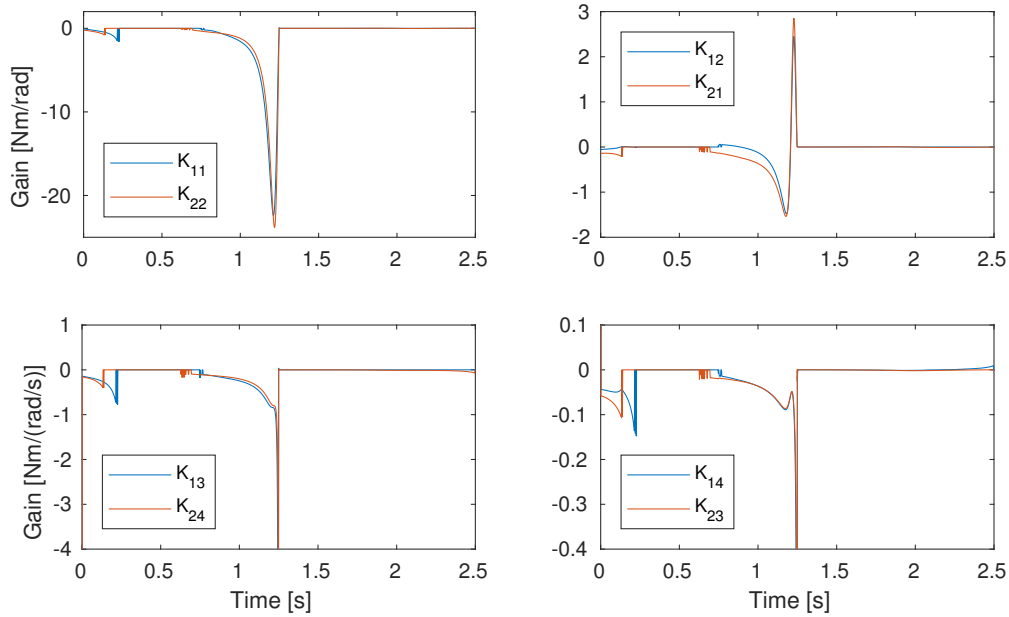 Gain [Nm/rad]
0
-10
-20
K11
K22
0 0.5 1 1.5 2 2.5
3
2
1
0
-1
-2
K12
K21
0 0.5 1 1.5 2 2.5
Gain [Nm/(rad/s)]
1
0
-1
-2
-3
-4
K13
K24
0 0.5 1 1.5 2 2.5
Time [s]
0.1
0
-0.1
-0.2
-0.3
-0.4
K14
K23
0 0.5 1 1.5 2 2.5
Time [s]